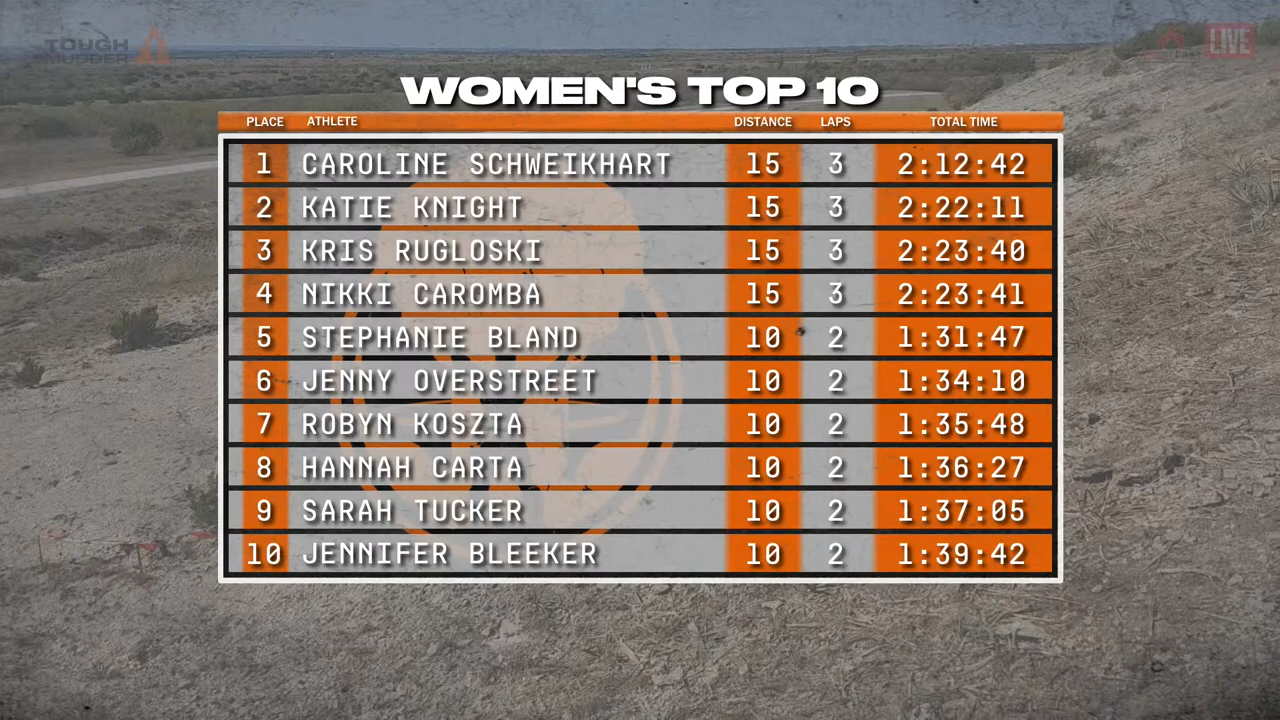 TOUGH
MUDDER
LIVE
WOMEN'S TOP 10
PLACE ATHLETE DISTANCE LAPS TOTAL TIME
1 CAROLINE SCHWEIKHART 15 3 2:12:42
2 KATIE KNIGHT 15 3 2:22:11
3 KRIS RUGLOSKI 15 3 2:23:40
4 NIKKI CAROMBA 15 3 2:23:41
5 STEPHANIE BLAND 10 2 1:31:47
6 JENNY OVERSTREET 10 2 1:34:10
7 ROBYN KOSZTA 10 2 1:35:48
8 HANNAH CARTA 10 2 1:36:27
9 SARAH TUCKER 10 2 1:37:05
10 JENNIFER BLEEKER 10 2 1:39:42